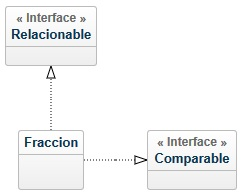 « Interface »
Relacionable
Fraccion
« Interface »
Comparable